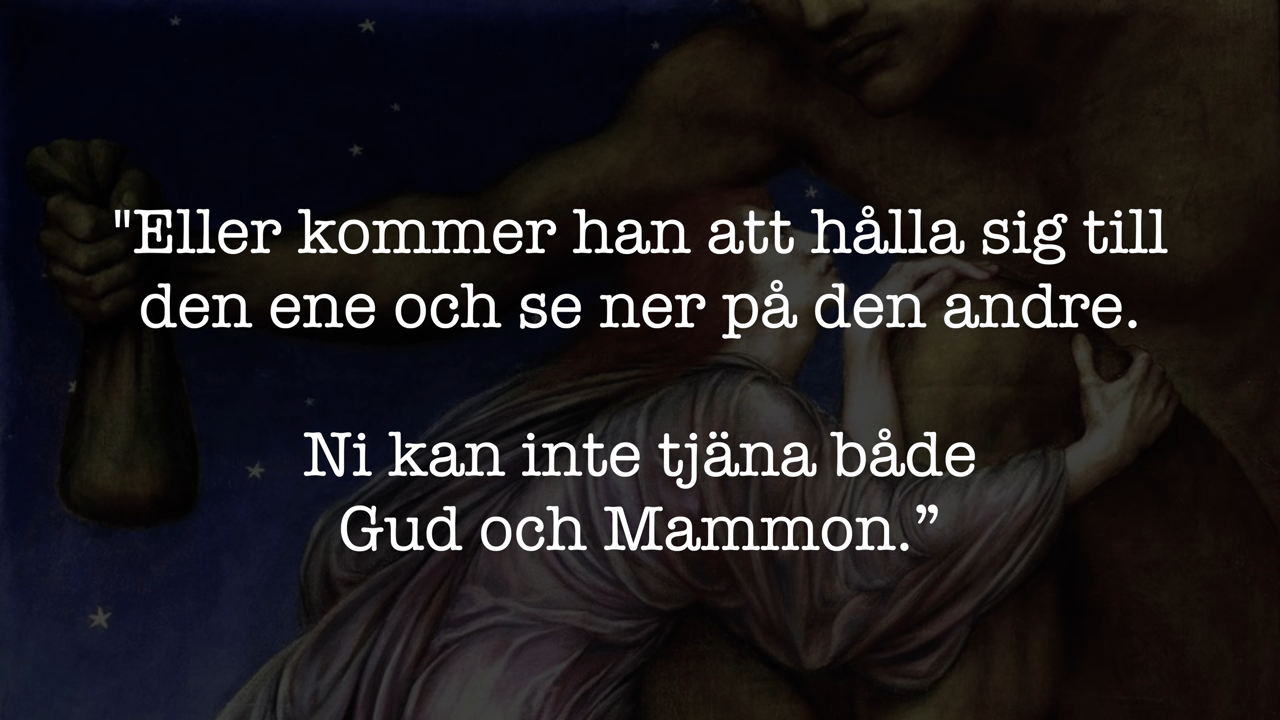 "Eller kommer han att hålla sig till
den ene och se ner på den andre.
Ni kan inte tjäna både
Gud och Mammon.”